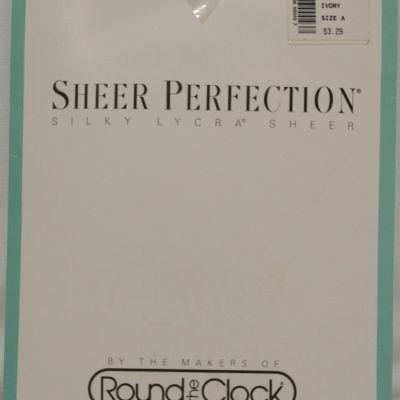 IVORY
SIZE A
$3.29
SHEER PERFECTION®
SILKY LYCRA® SHEER
BY THE MAKERS OF
Round the Clock®